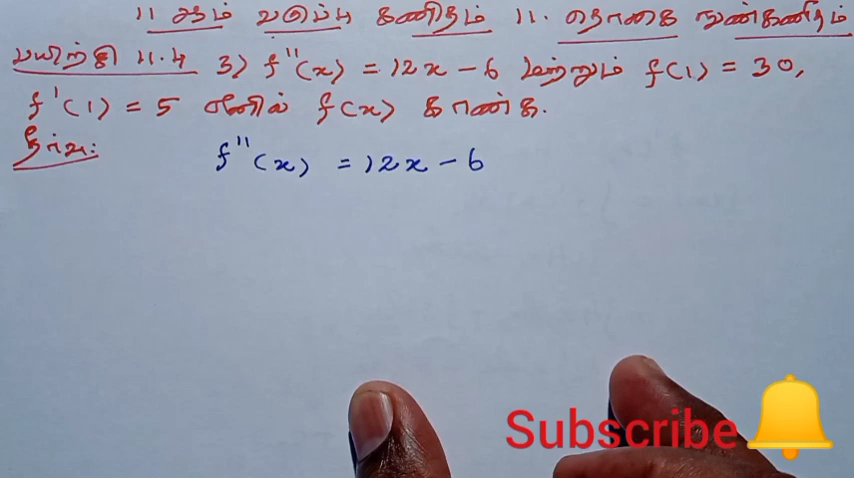 11 ஆம் வகுப்பு கணிதம் 11. தொகை நுண்கணிதம்
பயிற்சி 11.4 3) f''(x) = 12x - 6 மற்றும் f(1) = 30,
f'(1) = 5 எனில் f(x) காண்க.
தீர்வு:
f''(x) = 12x - 6
Subscribe